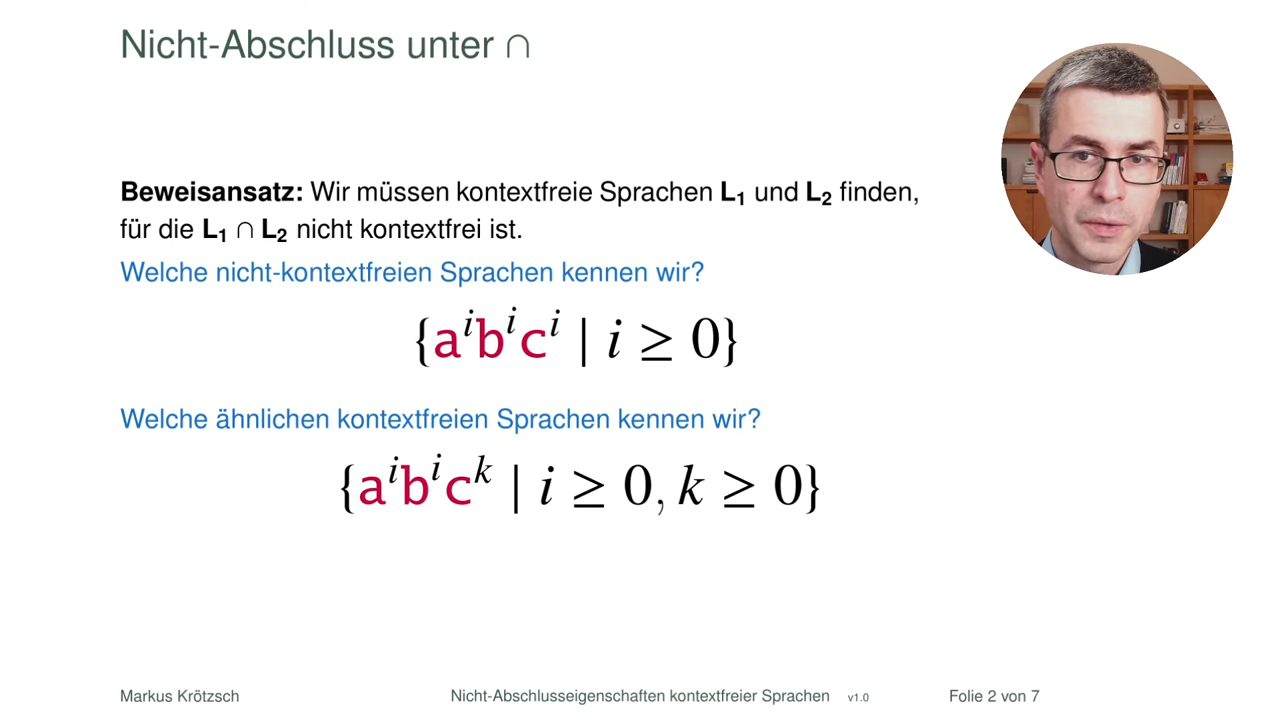 Nicht-Abschluss unter ∩
Beweisansatz: Wir müssen kontextfreie Sprachen L₁ und L₂ finden,
für die L₁ ∩ L₂ nicht kontextfrei ist.
Welche nicht-kontextfreien Sprachen kennen wir?
{aⁱbⁱcⁱ | i ≥ 0}
Welche ähnlichen kontextfreien Sprachen kennen wir?
{aⁱbⁱcᵏ | i ≥ 0, k ≥ 0}
Markus Krötzsch Nicht-Abschlusseigenschaften kontextfreier Sprachen v1.0 Folie 2 von 7